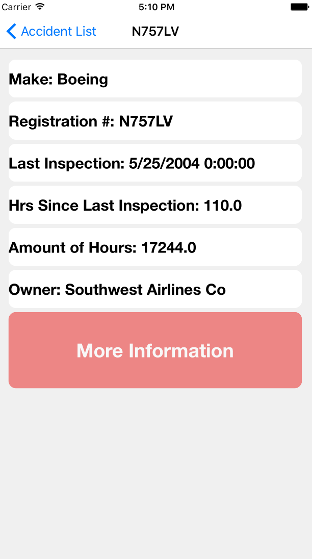 Carrier 5:10 PM
Accident List N757LV
Make: Boeing
Registration #: N757LV
Last Inspection: 5/25/2004 0:00:00
Hrs Since Last Inspection: 110.0
Amount of Hours: 17244.0
Owner: Southwest Airlines Co
More Information